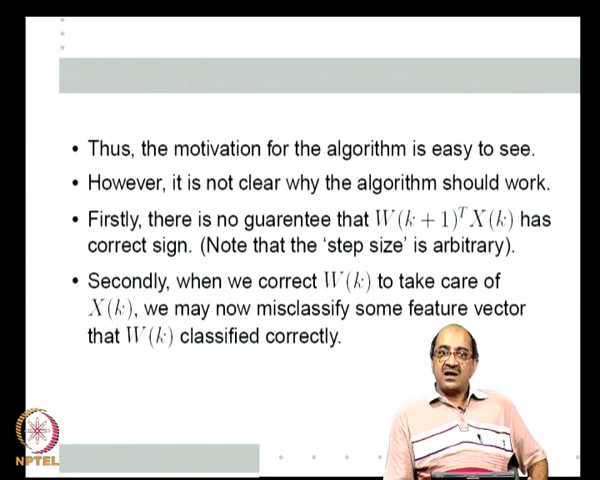 • Thus, the motivation for the algorithm is easy to see.
• However, it is not clear why the algorithm should work.
• Firstly, there is no guarentee that W(k + 1)^T X(k) has
correct sign. (Note that the 'step size' is arbitrary).
• Secondly, when we correct W(k) to take care of
X(k), we may now misclassify some feature vector
that W(k) classified correctly.
NPTEL